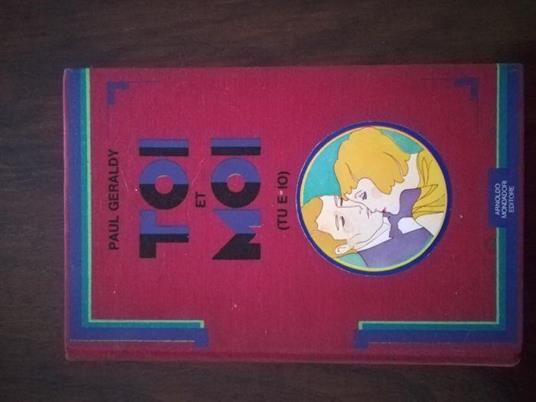 PAUL GERALDY
TOI
ET
MOI
(TU E IO)
ARNOLDO
MONDADORI
EDITORE